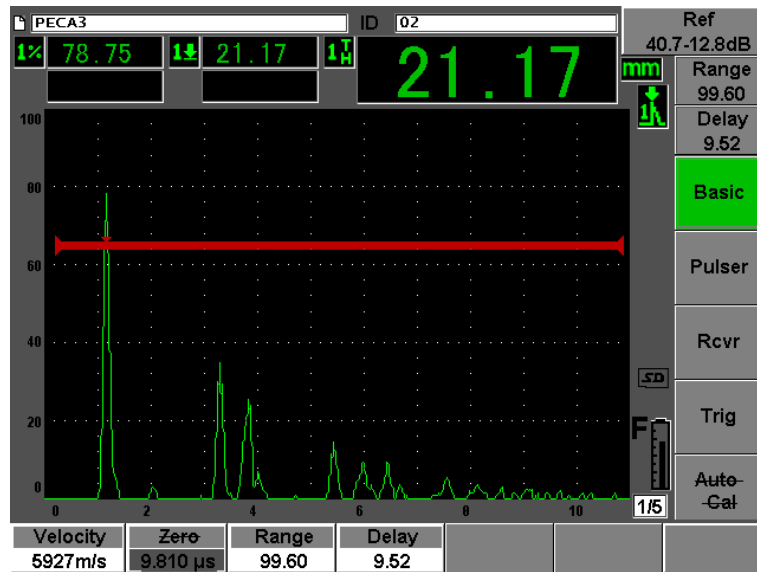 PECA3 ID 02 Ref
40.7-12.8dB
1% 78.75 1 21.17 1 T H 21.17 mm
Range
99.60
Delay
9.52
1
100
80
60
40
20
0
0 2 4 6 8 10
Basic
Pulser
Rcvr
Trig
Auto-
Cal
SD
F
1/5
Velocity Zero Range Delay
5927m/s 9.810 µs 99.60 9.52